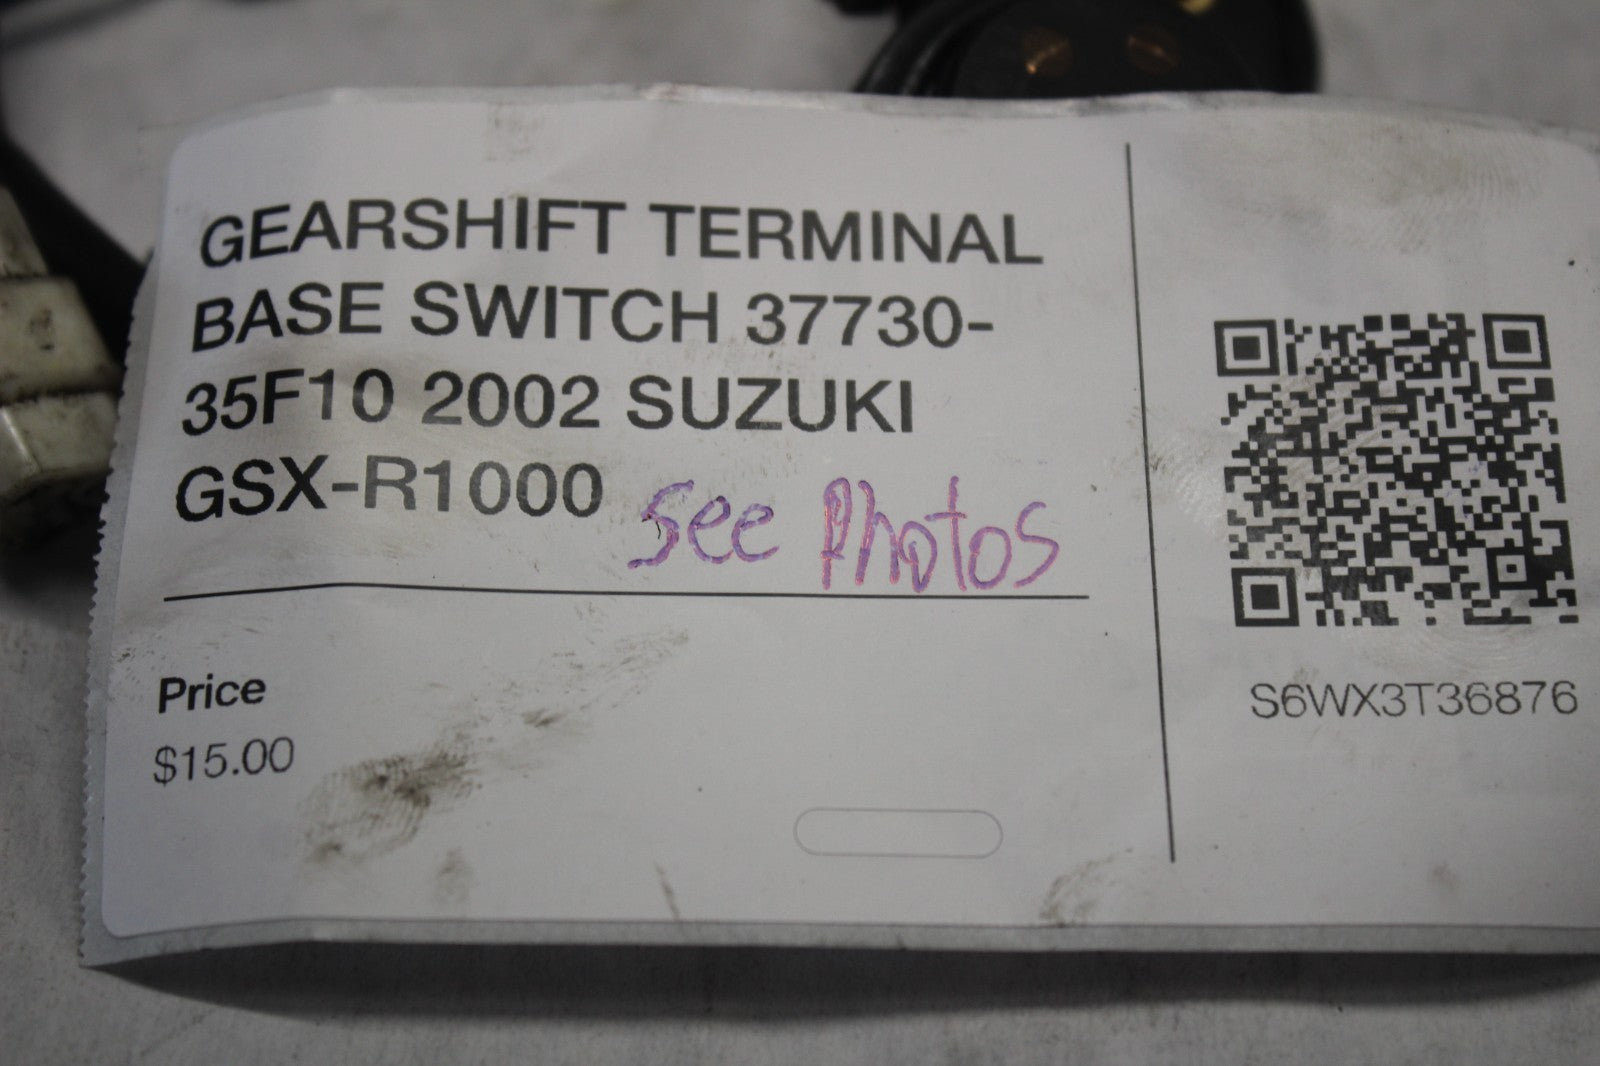 GEARSHIFT TERMINAL
BASE SWITCH 37730-
35F10 2002 SUZUKI
GSX-R1000 See Photos
Price
$15.00
S6WX3T36876